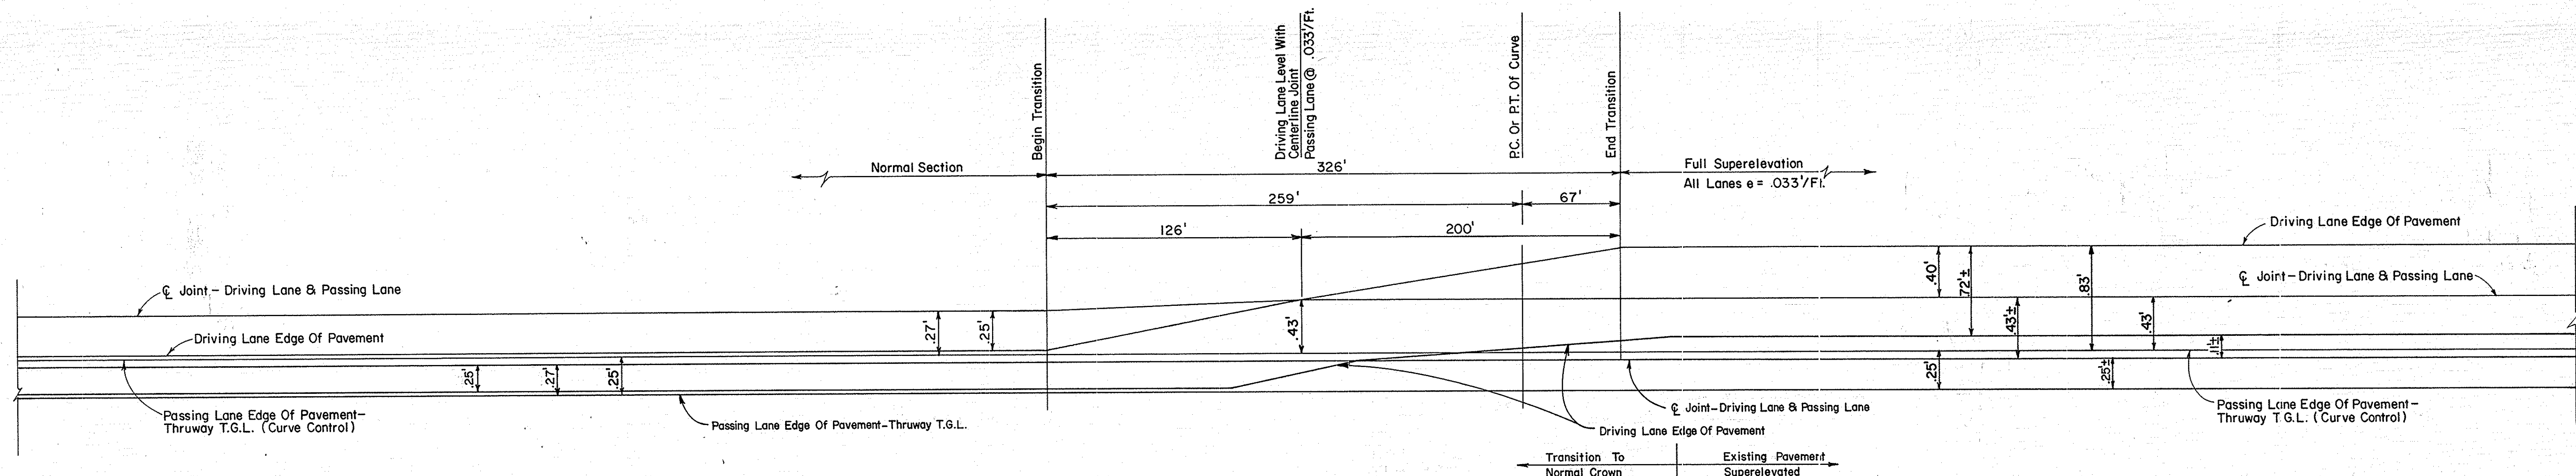 Begin Transition
Driving Lane Level With
Centerline Joint
Passing Lane @ .033'/Ft.
P.C. Or P.T. Of Curve
End Transition
Normal Section
326'
Full Superelevation
All Lanes e = .033'/Ft.
259'
67'
126'
200'
Driving Lane Edge Of Pavement
℄ Joint - Driving Lane & Passing Lane
℄ Joint - Driving Lane & Passing Lane
Driving Lane Edge Of Pavement
.27'
.25'
.43'
.40'
.72'±
.83'
.43'±
.43'
.11'±
.25'
.27'
.25'
.25'
.25'±
Passing Lane Edge Of Pavement-
Thruway T.G.L. (Curve Control)
Passing Lane Edge Of Pavement-Thruway T.G.L.
℄ Joint-Driving Lane & Passing Lane
Driving Lane Edge Of Pavement
Passing Lane Edge Of Pavement-
Thruway T.G.L. (Curve Control)
Transition To
Normal Crown
Existing Pavement
Superelevated